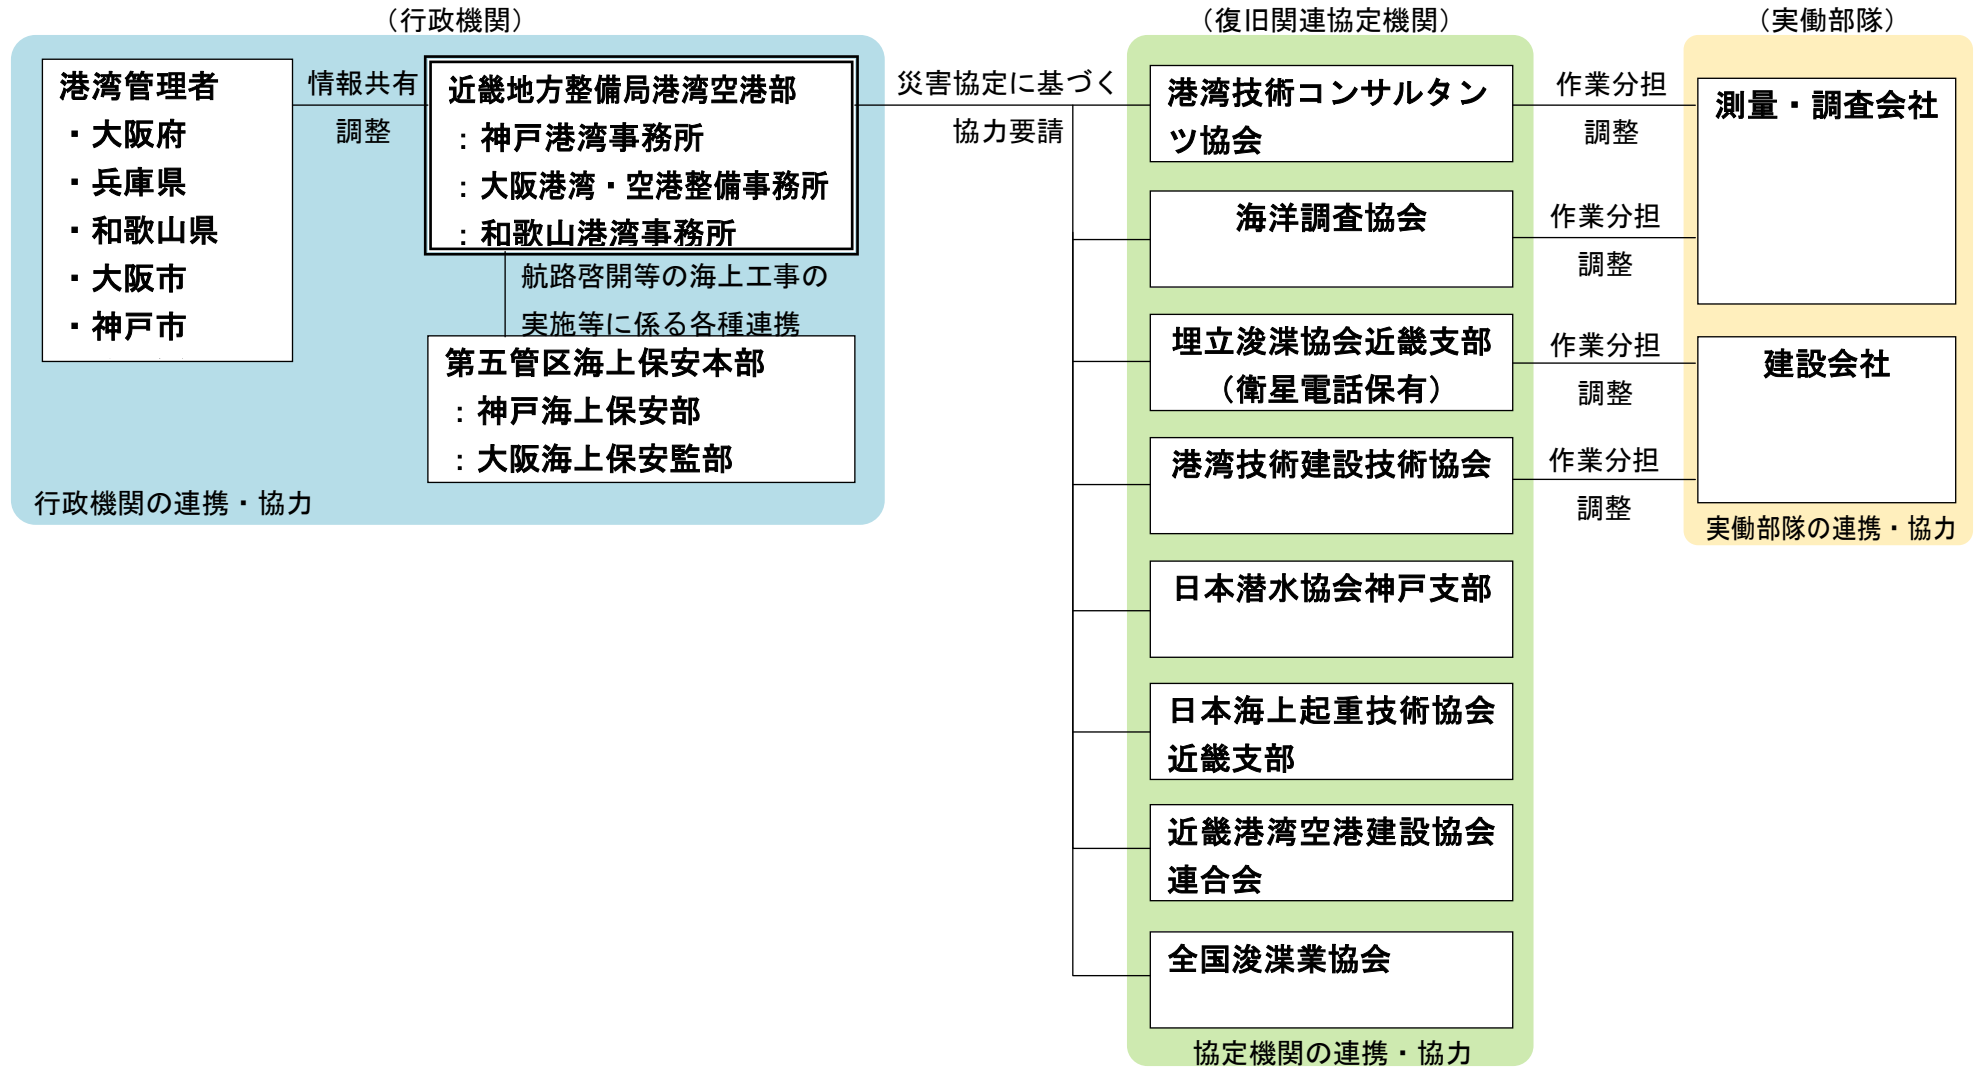 （行政機関）
港湾管理者
・大阪府
・兵庫県
・和歌山県
・大阪市
・神戸市
情報共有
調整
近畿地方整備局港湾空港部
：神戸港湾事務所
：大阪港湾・空港整備事務所
：和歌山港湾事務所
航路啓開等の海上工事の
実施等に係る各種連携
第五管区海上保安本部
：神戸海上保安部
：大阪海上保安監部
行政機関の連携・協力
災害協定に基づく
協力要請
（復旧関連協定機関）
港湾技術コンサルタン
ツ協会
海洋調査協会
埋立浚渫協会近畿支部
（衛星電話保有）
港湾技術建設技術協会
日本潜水協会神戸支部
日本海上起重技術協会
近畿支部
近畿港湾空港建設協会
連合会
全国浚渫業協会
協定機関の連携・協力
作業分担
調整
作業分担
調整
作業分担
調整
作業分担
調整
（実働部隊）
測量・調査会社
建設会社
実働部隊の連携・協力